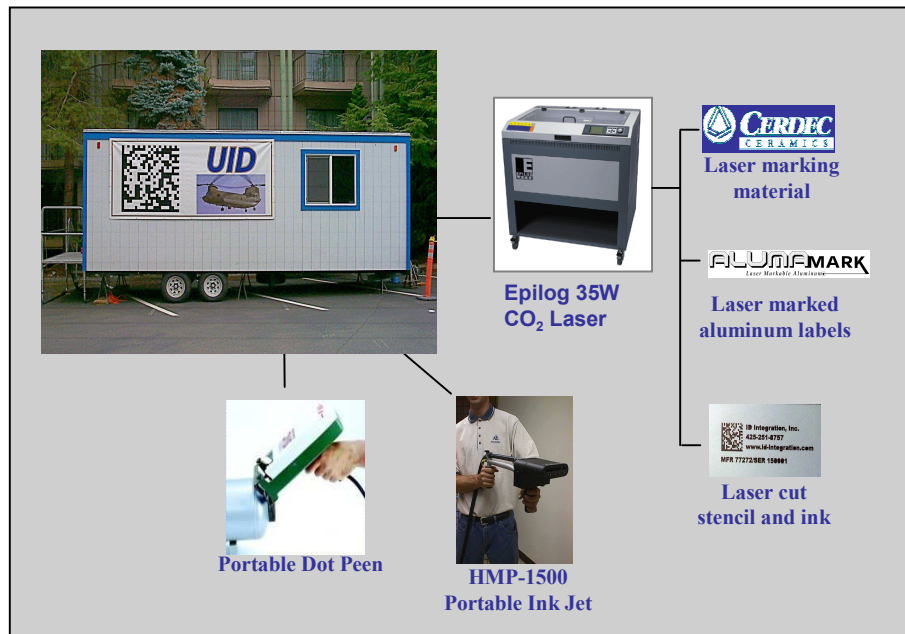 UID
CERDEC
CERAMICS
Laser marking
material
ALUMAMARK
Laser Markable Aluminum
Epilog 35W
CO₂ Laser
Laser marked
aluminum labels
ID Integration, Inc.
425-251-8757
www.id-integration.com
MFR 77272/SER 150001
Laser cut
stencil and ink
Portable Dot Peen
HMP-1500
Portable Ink Jet